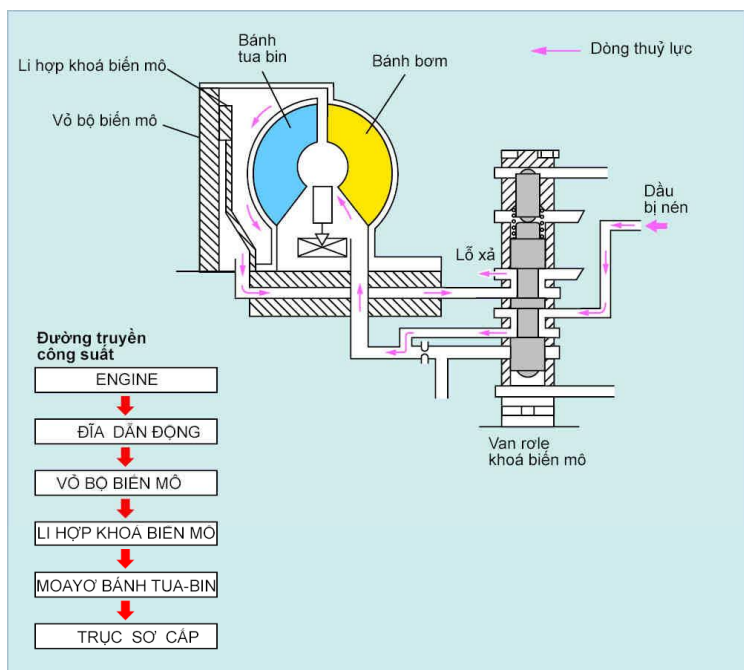 Bánh
tua bin
Bánh bơm
Dòng thuỷ lực
Li hợp khoá biến mô
Vỏ bộ biến mô
Dầu
bị nén
Lỗ xả
Van rơle
khoá biến mô
Đường truyền
công suất
ENGINE
ĐĨA DẪN ĐỘNG
VỎ BỘ BIẾN MÔ
LI HỢP KHOÁ BIẾN MÔ
MOAYƠ BÁNH TUA-BIN
TRỤC SƠ CẤP